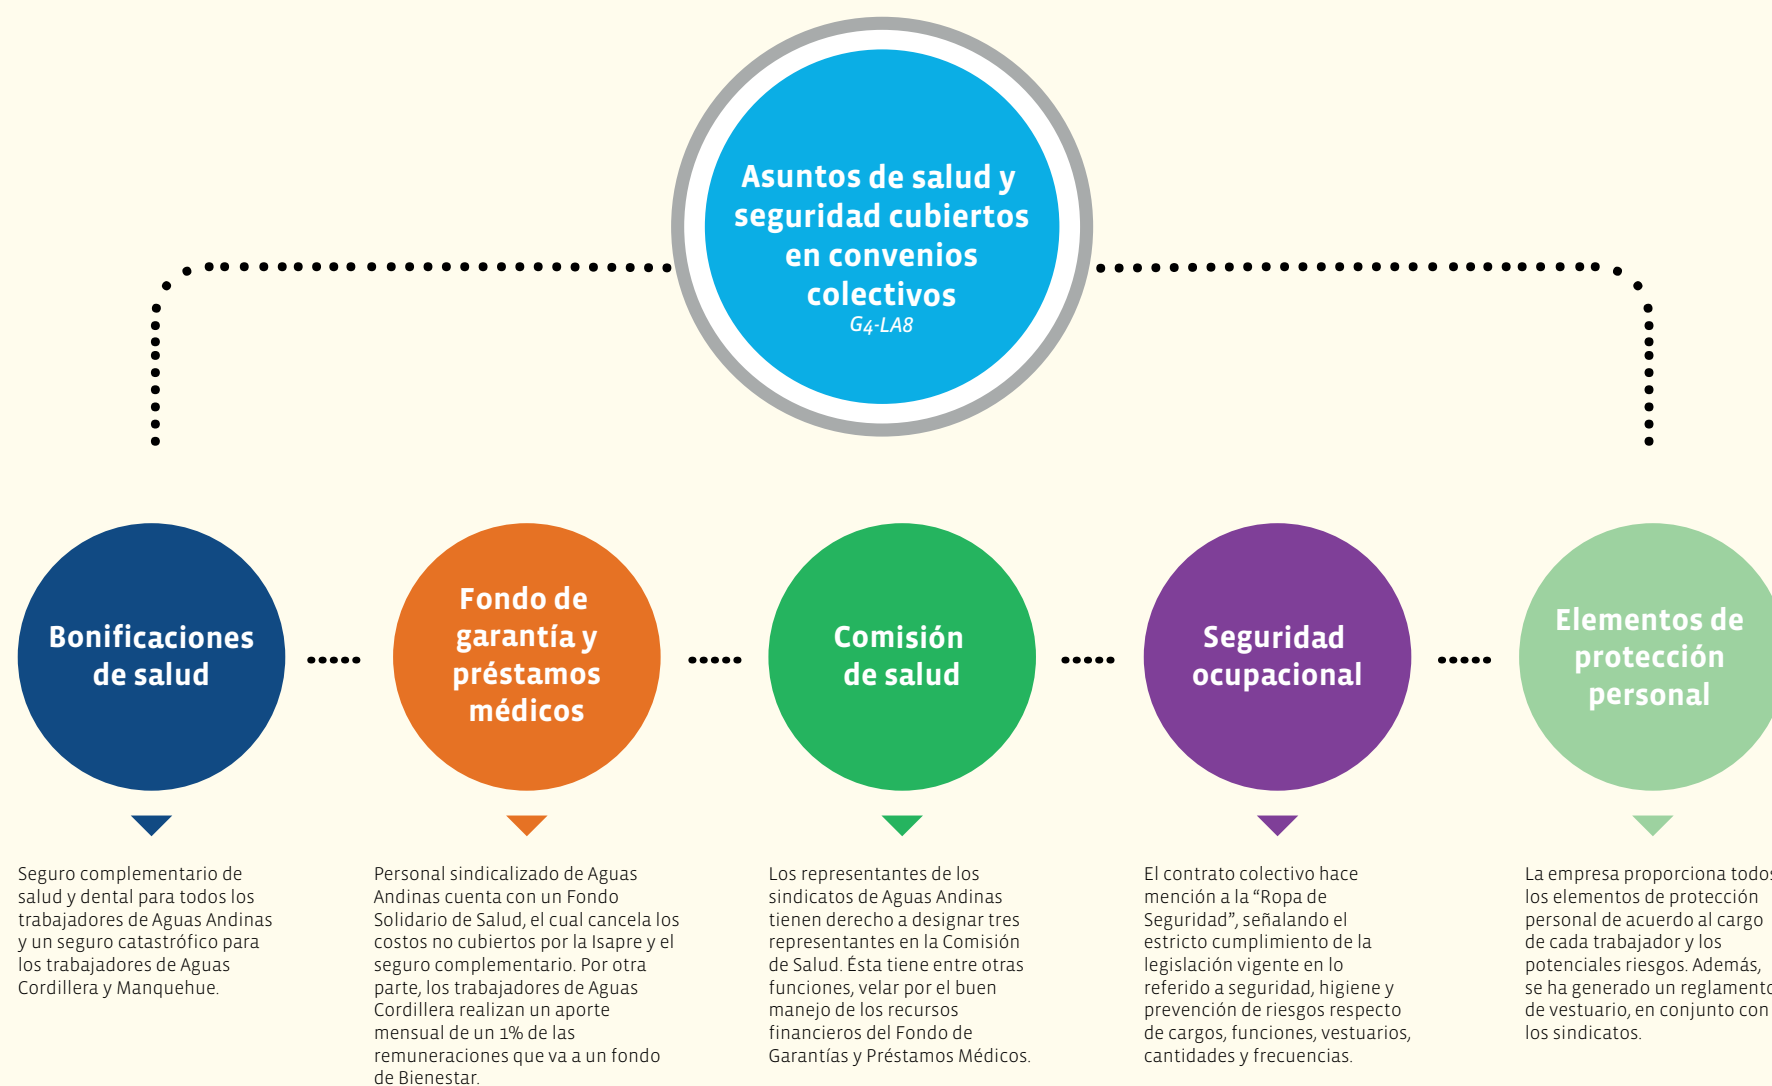 Asuntos de salud y
seguridad cubiertos
en convenios
colectivos
G4-LA8
Bonificaciones
de salud
Fondo de
garantía y
préstamos
médicos
Comisión
de salud
Seguridad
ocupacional
Elementos de
protección
personal
Seguro complementario de
salud y dental para todos los
trabajadores de Aguas Andinas
y un seguro catastrófico para
los trabajadores de Aguas
Cordillera y Manquehue.
Personal sindicalizado de Aguas
Andinas cuenta con un Fondo
Solidario de Salud, el cual cancela los
costos no cubiertos por la Isapre y el
seguro complementario. Por otra
parte, los trabajadores de Aguas
Cordillera realizan un aporte
mensual de un 1% de las
remuneraciones que va a un fondo
de Bienestar.
Los representantes de los
sindicatos de Aguas Andinas
tienen derecho a designar tres
representantes en la Comisión
de Salud. Ésta tiene entre otras
funciones, velar por el buen
manejo de los recursos
financieros del Fondo de
Garantías y Préstamos Médicos.
El contrato colectivo hace
mención a la “Ropa de
Seguridad”, señalando el
estricto cumplimiento de la
legislación vigente en lo
referido a seguridad, higiene y
prevención de riesgos respecto
de cargos, funciones, vestuarios,
cantidades y frecuencias.
La empresa proporciona todos
los elementos de protección
personal de acuerdo al cargo
de cada trabajador y los
potenciales riesgos. Además,
se ha generado un reglamento
de vestuario, en conjunto con
los sindicatos.